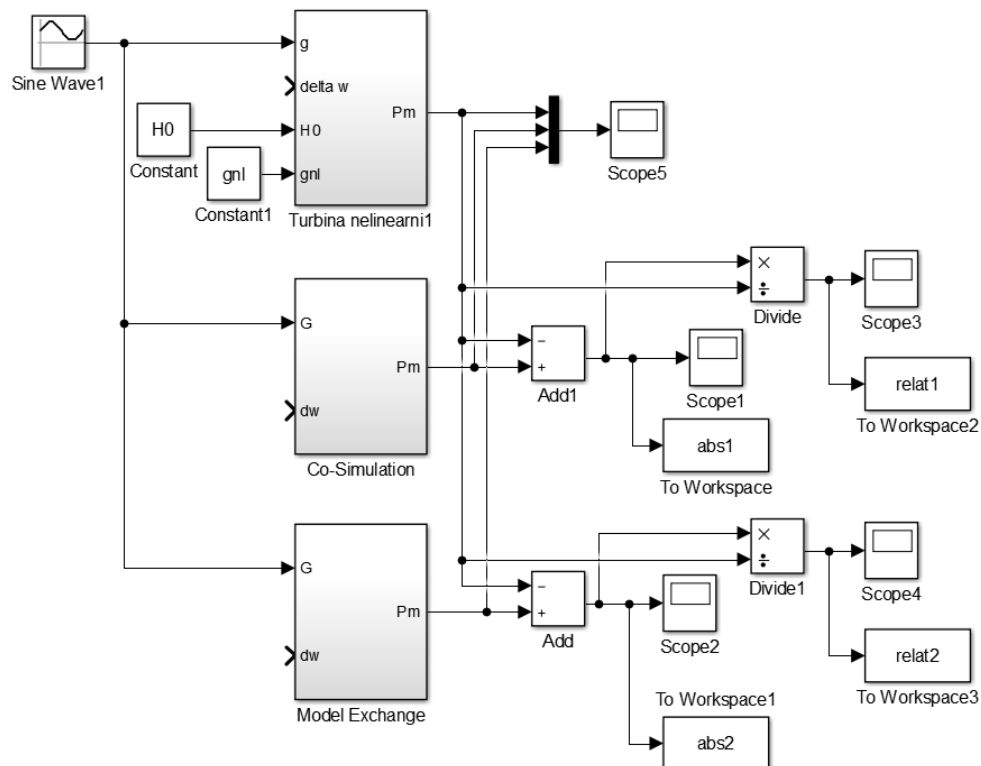 Sine Wave1
g
delta w
H0
gnl
Pm
Turbina nelinearni1
H0
Constant
gnl
Constant1
Scope5
G
dw
Pm
Co-Simulation
−
+
Add1
×
÷
Divide
Scope3
Scope1
relat1
To Workspace2
abs1
To Workspace
G
dw
Pm
Model Exchange
−
+
Add
×
÷
Divide1
Scope4
Scope2
relat2
To Workspace3
To Workspace1
abs2